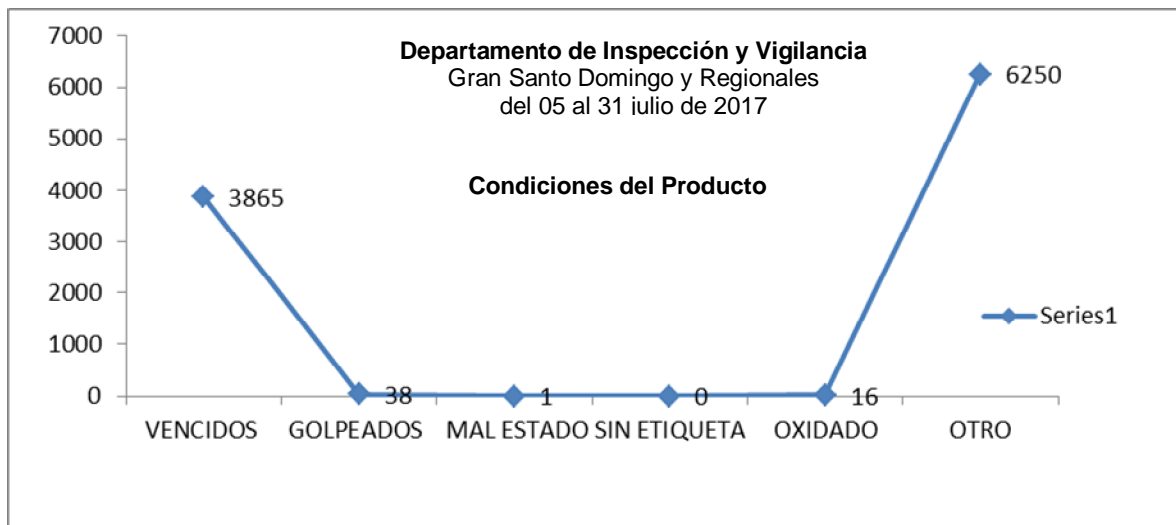 Departamento de Inspección y Vigilancia
Gran Santo Domingo y Regionales
del 05 al 31 julio de 2017
Condiciones del Producto
7000
6000
5000
4000
3000
2000
1000
0
3865
38
1
0
16
6250
Series1
VENCIDOS GOLPEADOS MAL ESTADO SIN ETIQUETA OXIDADO OTRO